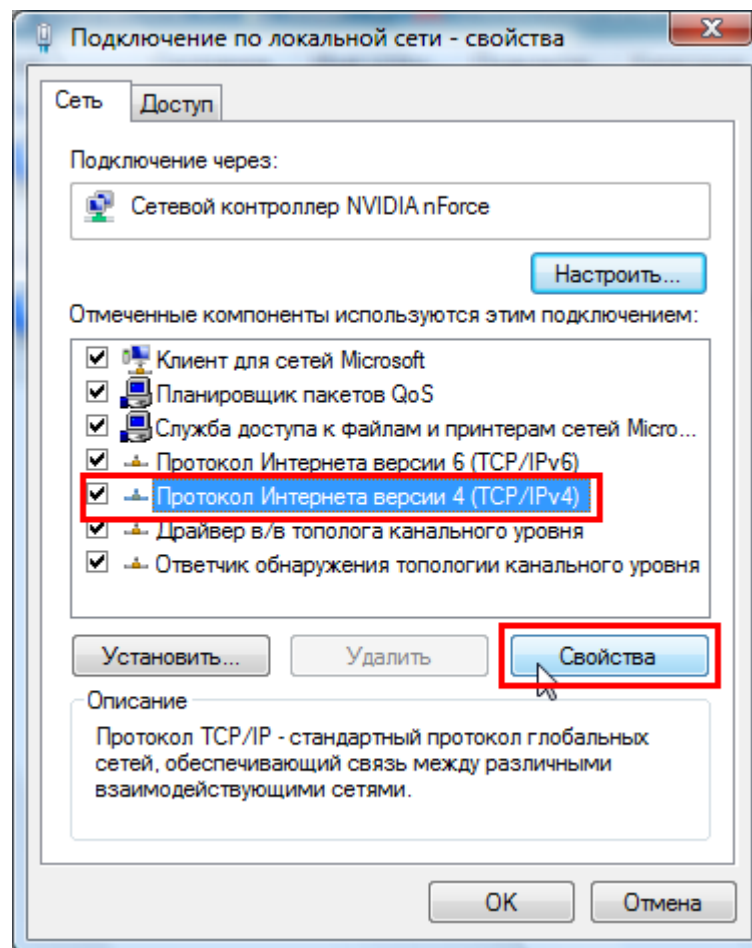 Подключение по локальной сети - свойства
Сеть
Доступ
Подключение через:
Сетевой контроллер NVIDIA nForce
Настроить...
Отмеченные компоненты используются этим подключением:
Клиент для сетей Microsoft
Планировщик пакетов QoS
Служба доступа к файлам и принтерам сетей Micro...
Протокол Интернета версии 6 (TCP/IPv6)
Протокол Интернета версии 4 (TCP/IPv4)
Драйвер в/в тополога канального уровня
Ответчик обнаружения топологии канального уровня
Установить...
Удалить
Свойства
Описание
Протокол TCP/IP - стандартный протокол глобальных
сетей, обеспечивающий связь между различными
взаимодействующими сетями.
OK
Отмена